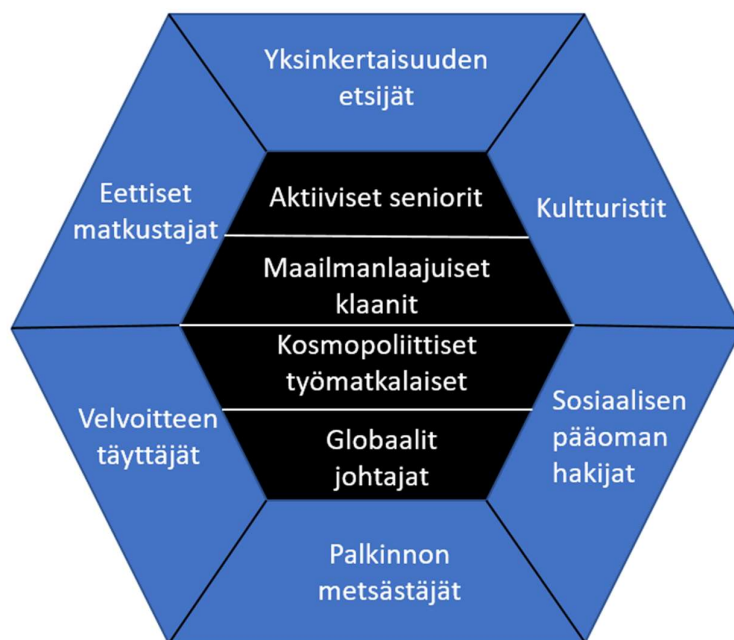 Yksinkertaisuuden
etsijät
Eettiset
matkustajat
Aktiiviset seniorit
Kultturistit
Maailmanlaajuiset
klaanit
Kosmopoliittiset
työmatkalaiset
Velvoitteen
täyttäjät
Globaalit
johtajat
Sosiaalisen
pääoman
hakijat
Palkinnon
metsästäjät